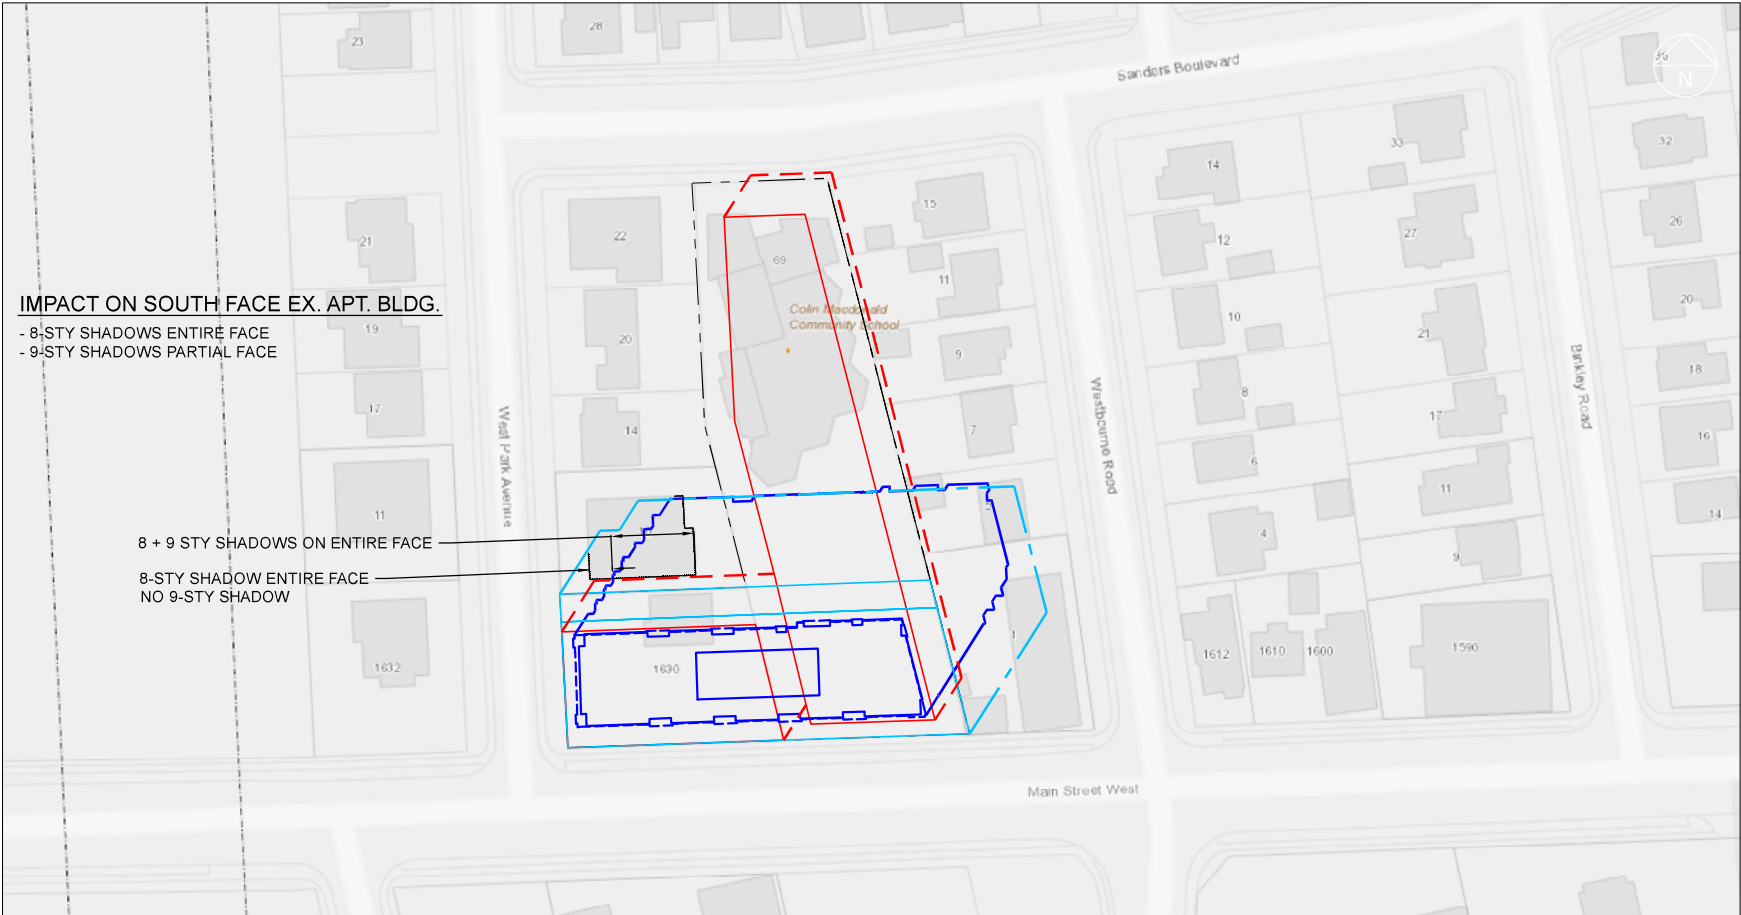 28
23
Sanders Boulevard
N
33
32
14
15
22
21
12
27
26
69
11
IMPACT ON SOUTH FACE EX. APT. BLDG.
- 8-STY SHADOWS ENTIRE FACE
- 9-STY SHADOWS PARTIAL FACE
19
20
Colin Macdonald
Community School
10
21
20
9
8
18
17
14
7
17
16
West Park Avenue
Westbourne Road
Binkley Road
6
11
11
5
14
8 + 9 STY SHADOWS ON ENTIRE FACE
4
9
8-STY SHADOW ENTIRE FACE
NO 9-STY SHADOW
1
1632
1630
1612
1610
1600
1590
Main Street West